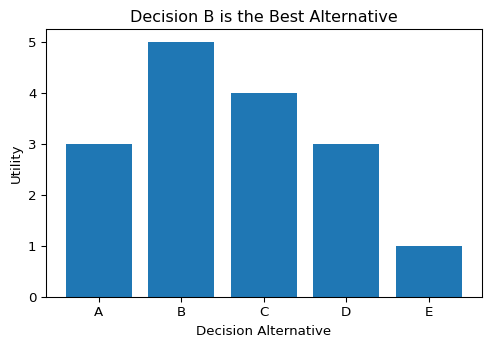 Decision B is the Best Alternative
Utility
5
4
3
2
1
0
A B C D E
Decision Alternative